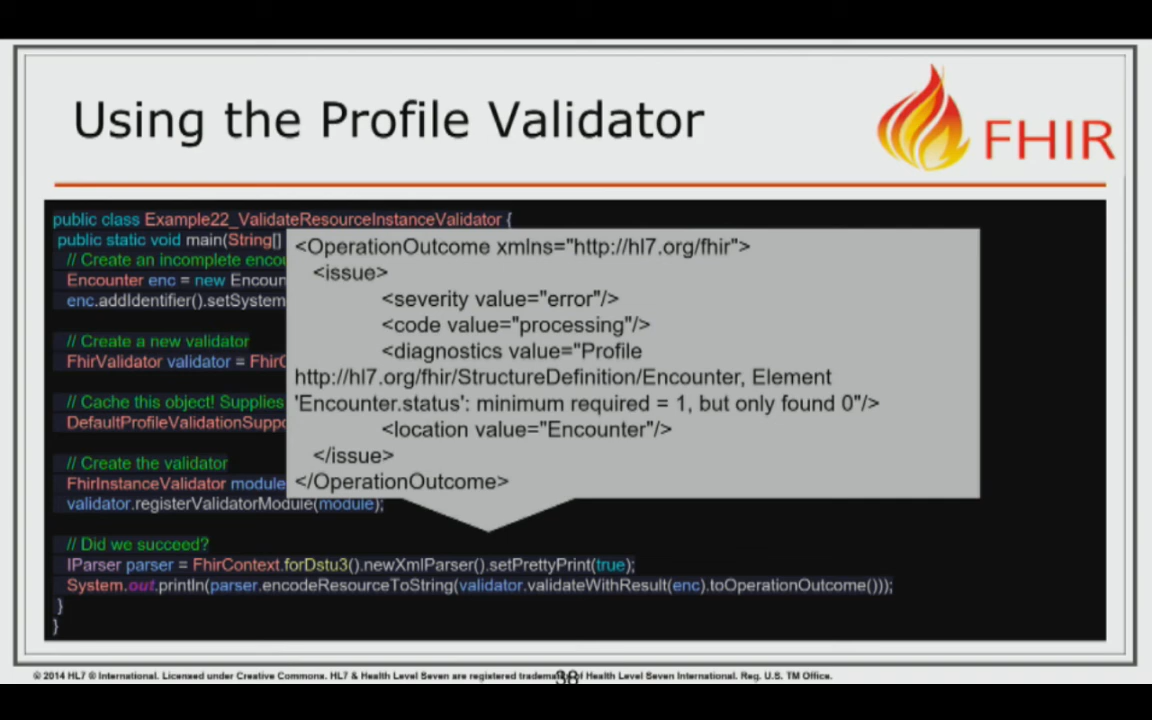 Using the Profile Validator
FHIR
public class Example22_ValidateResourceInstanceValidator {
public static void main(String[]
// Create an incomplete enco
Encounter enc = new Encoun
enc.addIdentifier().setSystem
// Create a new validator
FhirValidator validator = Fhir
// Cache this object! Supplies
DefaultProfileValidationSuppo
// Create the validator
FhirInstanceValidator module
validator.registerValidatorModule(module);
// Did we succeed?
IParser parser = FhirContext.forDstu3().newXmlParser().setPrettyPrint(true);
System.out.println(parser.encodeResourceToString(validator.validateWithResult(enc).toOperationOutcome()));
}
}
<OperationOutcome xmlns="http://hl7.org/fhir">
<issue>
<severity value="error"/>
<code value="processing"/>
<diagnostics value="Profile
http://hl7.org/fhir/StructureDefinition/Encounter, Element
'Encounter.status': minimum required = 1, but only found 0"/>
<location value="Encounter"/>
</issue>
</OperationOutcome>
© 2014 HL7 ® International. Licensed under Creative Commons. HL7 & Health Level Seven are registered trademarks of Health Level Seven International. Reg. U.S. TM Office.
38